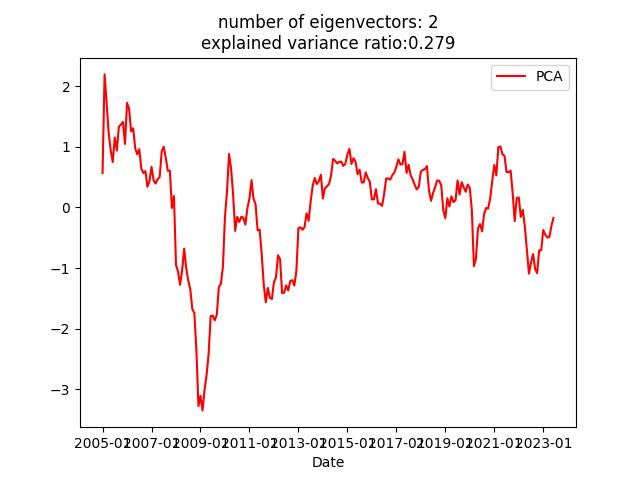 number of eigenvectors: 2
explained variance ratio:0.279
PCA
2
1
0
−1
−2
−3
2005-01 2007-01 2009-01 2011-01 2013-01 2015-01 2017-01 2019-01 2021-01 2023-01
Date